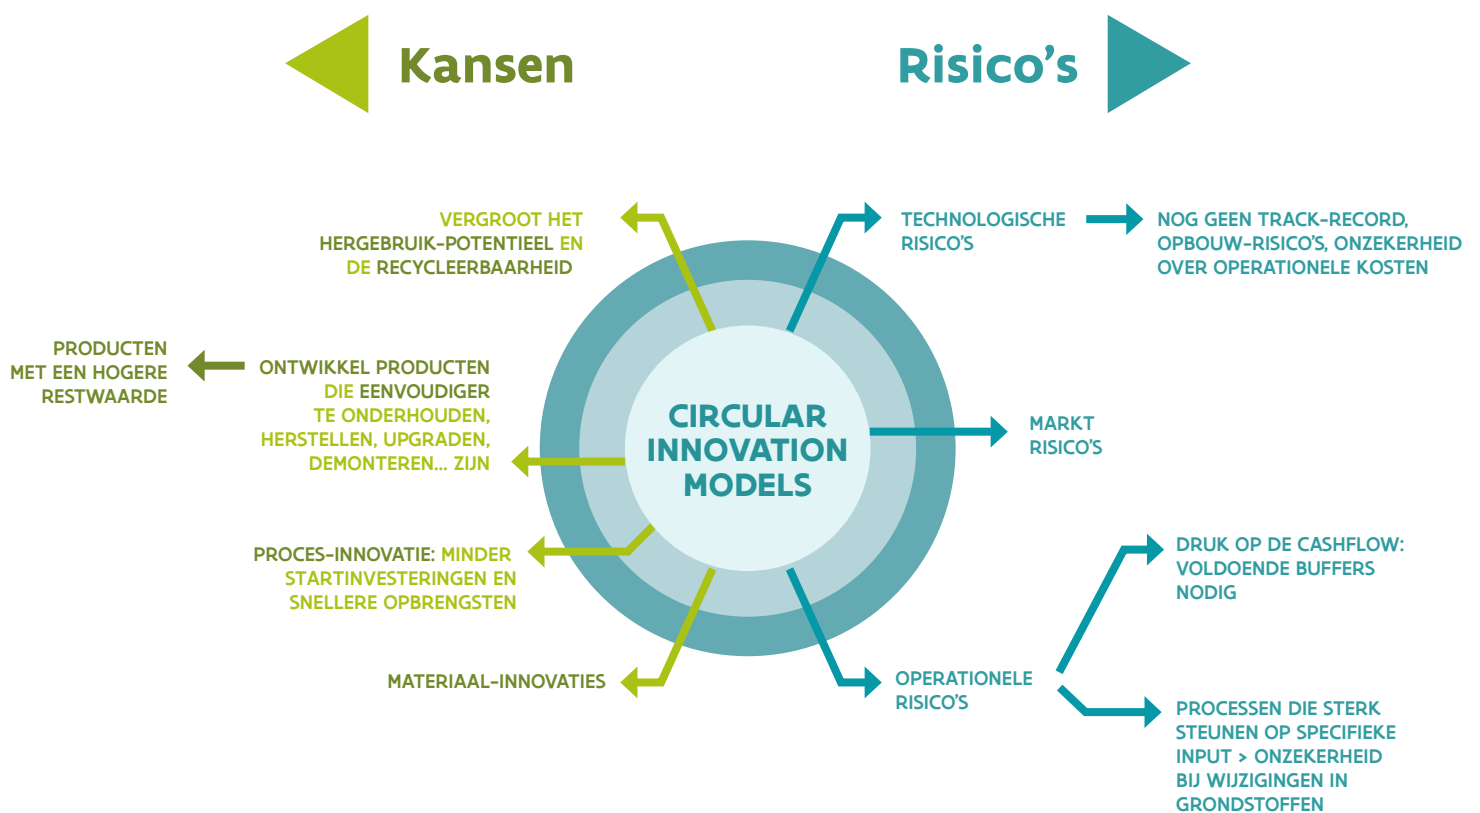 Kansen
Risico's
VERGROOT HET
HERGEBRUIK-POTENTIEEL EN
DE RECYCLEERBAARHEID
PRODUCTEN
MET EEN HOGERE
RESTWAARDE
ONTWIKKEL PRODUCTEN
DIE EENVOUDIGER
TE ONDERHOUDEN,
HERSTELLEN, UPGRADEN,
DEMONTEREN... ZIJN
PROCES-INNOVATIE: MINDER
STARTINVESTERINGEN EN
SNELLERE OPBRENGSTEN
MATERIAAL-INNOVATIES
CIRCULAR
INNOVATION
MODELS
TECHNOLOGISCHE
RISICO'S
NOG GEEN TRACK-RECORD,
OPBOUW-RISICO'S, ONZEKERHEID
OVER OPERATIONELE KOSTEN
MARKT
RISICO'S
OPERATIONELE
RISICO'S
DRUK OP DE CASHFLOW:
VOLDOENDE BUFFERS
NODIG
PROCESSEN DIE STERK
STEUNEN OP SPECIFIEKE
INPUT > ONZEKERHEID
BIJ WIJZIGINGEN IN
GRONDSTOFFEN